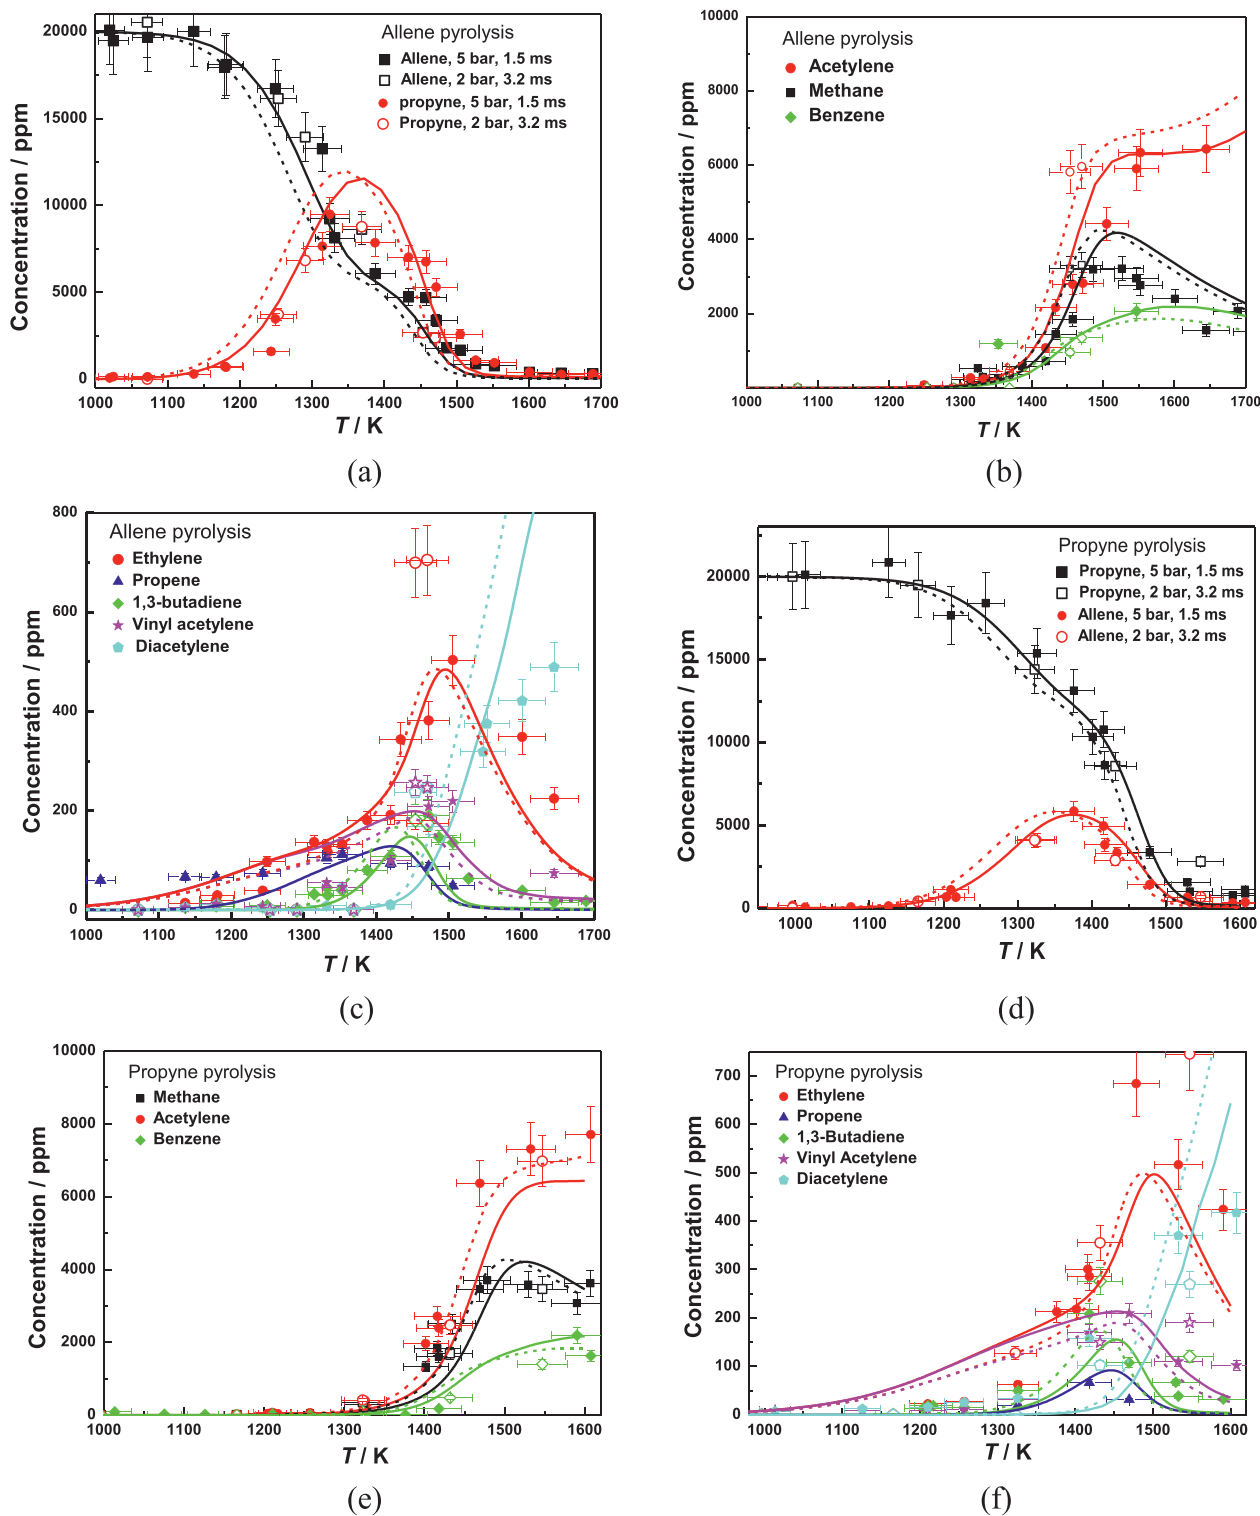 Allene pyrolysis
Allene, 5 bar, 1.5 ms
Allene, 2 bar, 3.2 ms
propyne, 5 bar, 1.5 ms
Propyne, 2 bar, 3.2 ms
Concentration / ppm
20000
15000
10000
5000
0
1000 1100 1200 1300 1400 1500 1600 1700
T / K
(a)
Allene pyrolysis
Acetylene
Methane
Benzene
Concentration / ppm
10000
8000
6000
4000
2000
1000 1100 1200 1300 1400 1500 1600 1700
T / K
(b)
Allene pyrolysis
Ethylene
Propene
1,3-butadiene
Vinyl acetylene
Diacetylene
Concentration / ppm
800
600
400
200
0
1000 1100 1200 1300 1400 1500 1600 1700
T / K
(c)
Propyne pyrolysis
Propyne, 5 bar, 1.5 ms
Propyne, 2 bar, 3.2 ms
Allene, 5 bar, 1.5 ms
Allene, 2 bar, 3.2 ms
Concentration / ppm
20000
15000
10000
5000
0
1000 1100 1200 1300 1400 1500 1600
T / K
(d)
Propyne pyrolysis
Methane
Acetylene
Benzene
Concentration / ppm
10000
8000
6000
4000
2000
0
1000 1100 1200 1300 1400 1500 1600
T / K
(e)
Propyne pyrolysis
Ethylene
Propene
1,3-Butadiene
Vinyl Acetylene
Diacetylene
Concentration / ppm
700
600
500
400
300
200
100
0
1000 1100 1200 1300 1400 1500 1600
T / K
(f)